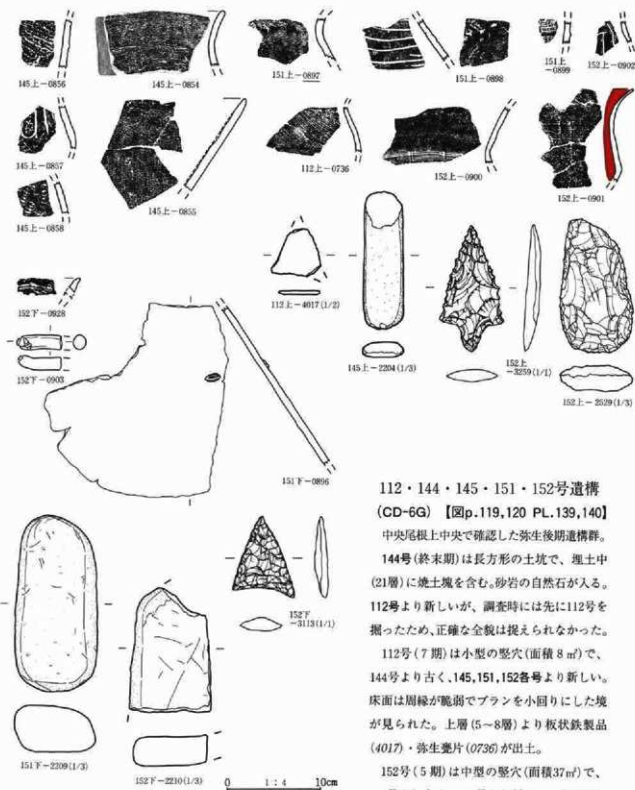 145上-0856
145上-0854
151上-0897
151上-0898
151上
-0899
152上-0902
145上-0857
145上-0855
112上-0736
152上-0900
152上-0901
145上-0858
112上-4017(1/2)
145上-2204(1/3)
152上
-3259(1/1)
152上-2529(1/3)
152下-0928
152下-0903
151下-0896
152下
-3113(1/1)
151下-2209(1/3)
152下-2210(1/3)
0 1:4 10cm
112・144・145・151・152号遺構
(CD-6G) 【図p.119,120 PL.139,140】
中央尾根上中央で確認した弥生後期遺構群。
144号(終末期)は長方形の土坑で、埋土中
(21層)に焼土塊を含む。砂岩の自然石が入る。
112号より新しいが、調査時には先に112号を
掘ったため、正確な全貌は捉えられなかった。
112号(7期)は小型の竪穴(面積8㎡)で、
144号より古く、145,151,152各号より新しい。
床面は周縁が脆弱でプランを小回りにした境
が見られた。上層(5~8層)より板状鉄製品
(4017)・弥生甕片(0736)が出土。
152号(5期)は中型の竪穴(面積37㎡)で、